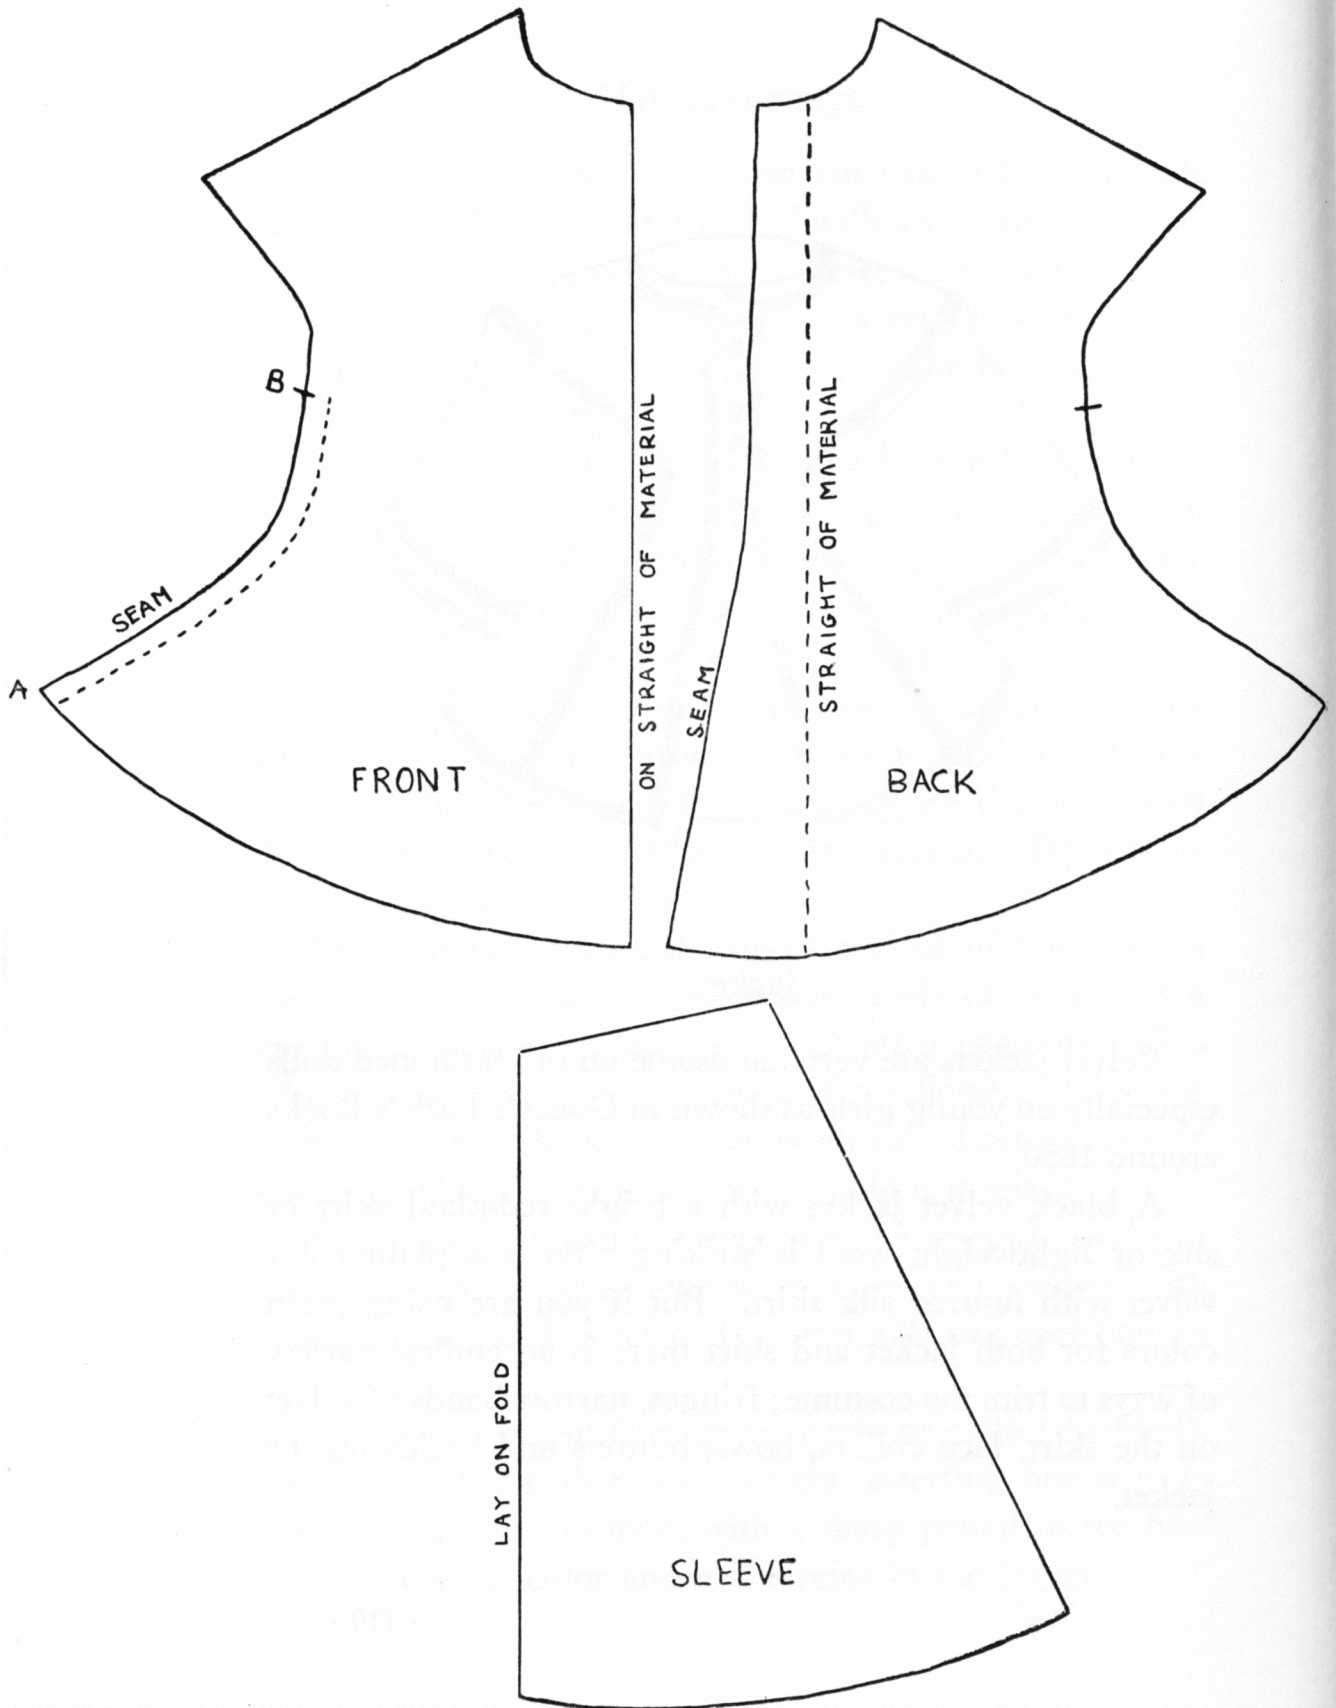 B
SEAM
A
FRONT
ON STRAIGHT OF MATERIAL
SEAM
STRAIGHT OF MATERIAL
BACK
LAY ON FOLD
SLEEVE